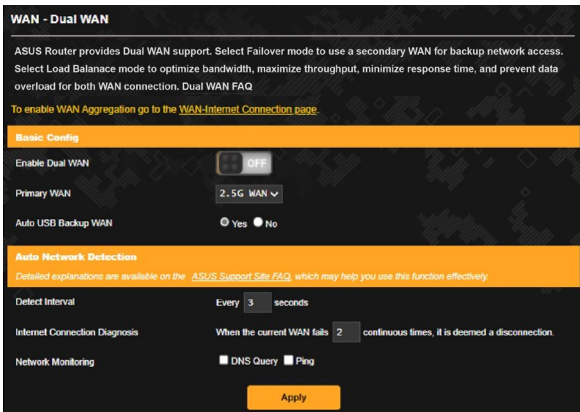 WAN - Dual WAN
ASUS Router provides Dual WAN support. Select Failover mode to use a secondary WAN for backup network access.
Select Load Balanace mode to optimize bandwidth, maximize throughput, minimize response time, and prevent data
overload for both WAN connection. Dual WAN FAQ
To enable WAN Aggregation go to the WAN-Internet Connection page.
Basic Config
Enable Dual WAN OFF
Primary WAN 2.5G WAN
Auto USB Backup WAN Yes No
Auto Network Detection
Detailed explanations are available on the ASUS Support Site FAQ, which may help you use this function effectively.
Detect Interval Every 3 seconds
Internet Connection Diagnosis When the current WAN fails 2 continuous times, it is deemed a disconnection.
Network Monitoring DNS Query Ping
Apply